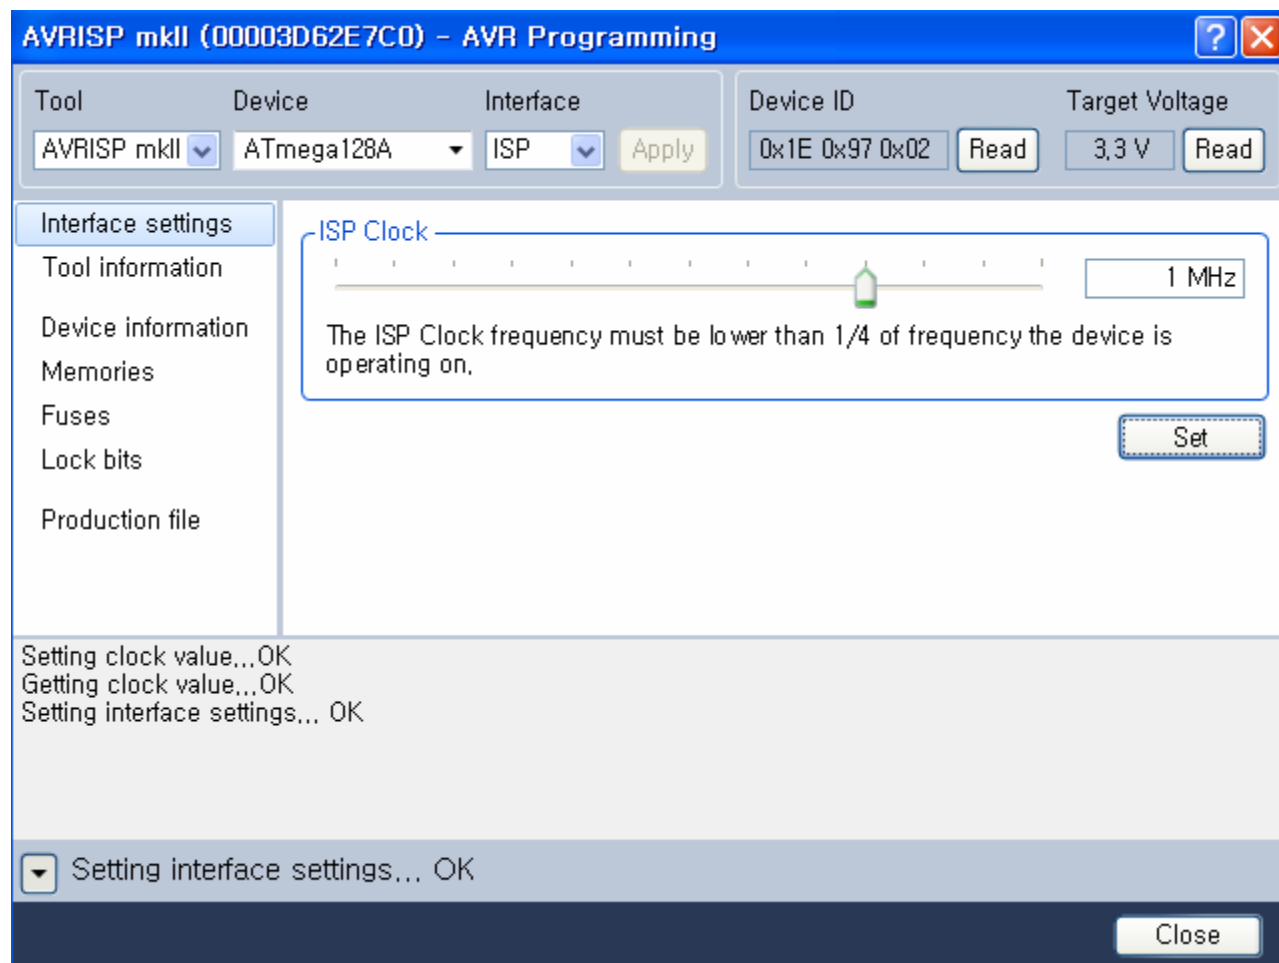 AVRISP mkII (00003D62E7C0) - AVR Programming
Tool Device Interface Device ID Target Voltage
AVRISP mkII ATmega128A ISP Apply 0x1E 0x97 0x02 Read 3,3 V Read
Interface settings
Tool information
Device information
Memories
Fuses
Lock bits
Production file
ISP Clock
1 MHz
The ISP Clock frequency must be lower than 1/4 of frequency the device is
operating on,
Set
Setting clock value,,,OK
Getting clock value,,,OK
Setting interface settings,,, OK
Setting interface settings,,, OK
Close